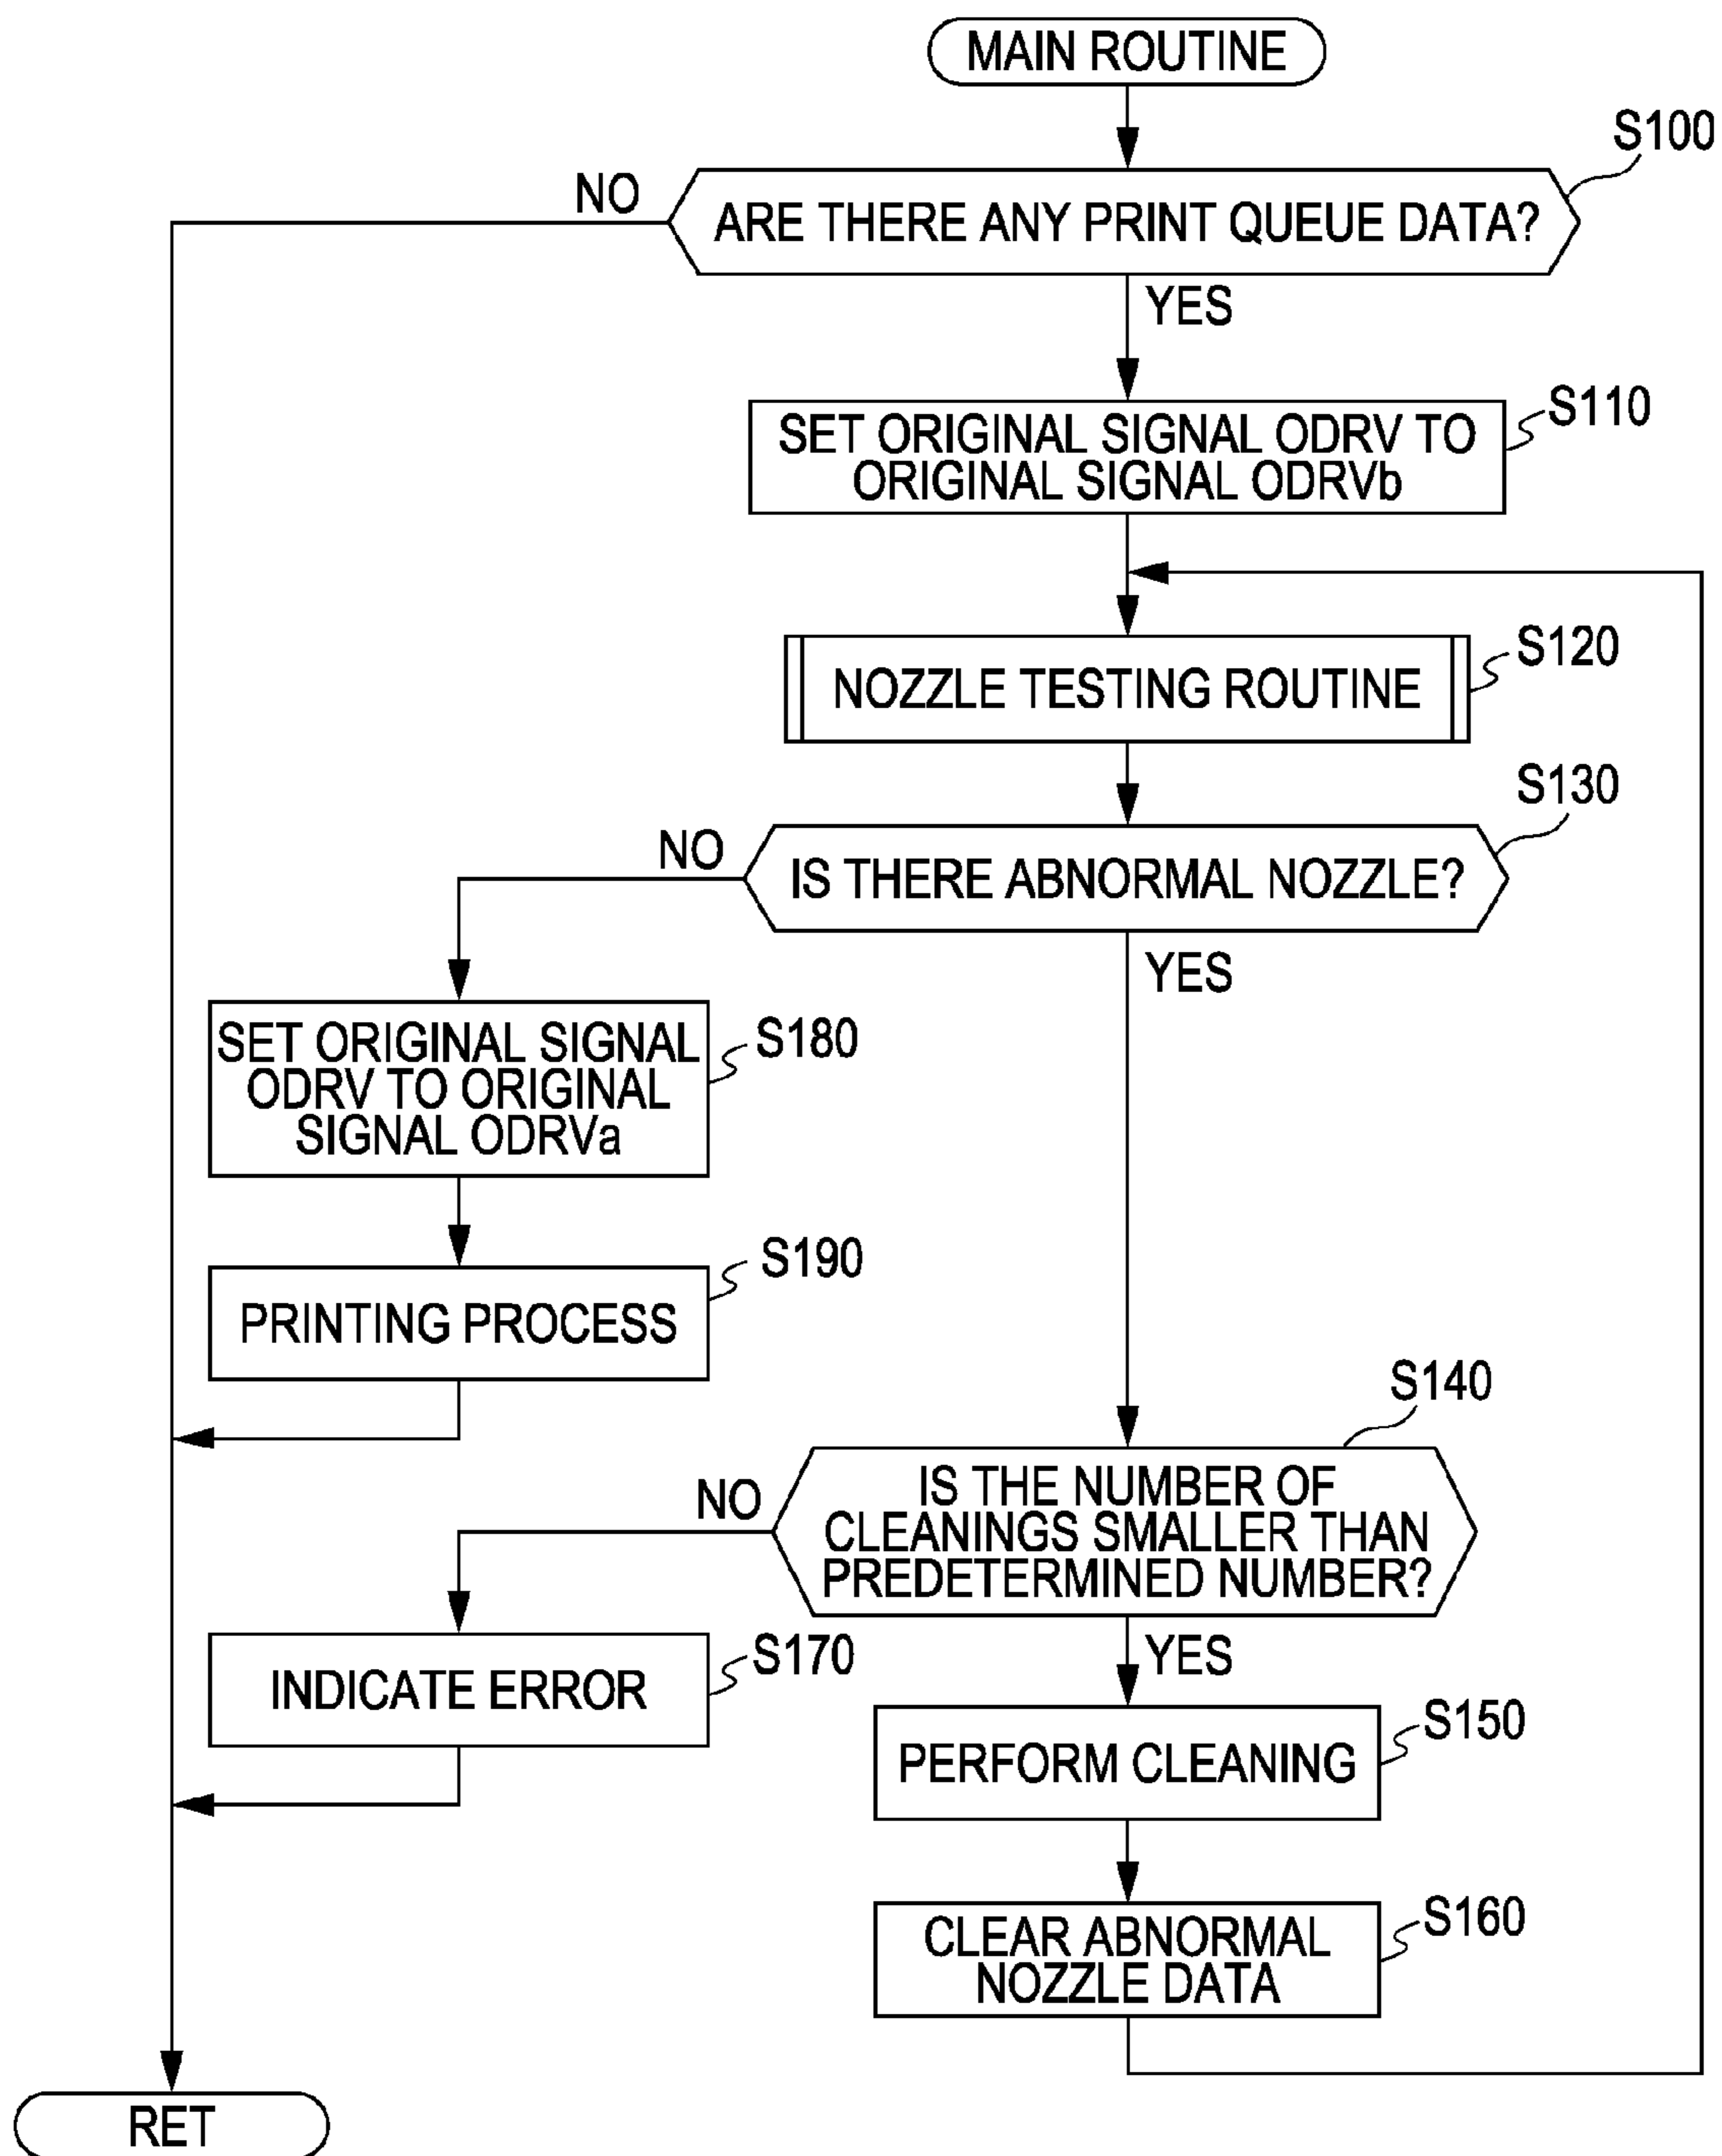 MAIN ROUTINE
S100
NO
ARE THERE ANY PRINT QUEUE DATA?
YES
S110
SET ORIGINAL SIGNAL ODRV TO
ORIGINAL SIGNAL ODRVb
S120
NOZZLE TESTING ROUTINE
S130
NO
IS THERE ABNORMAL NOZZLE?
YES
S180
SET ORIGINAL SIGNAL
ODRV TO ORIGINAL
SIGNAL ODRVa
S190
PRINTING PROCESS
S140
NO
IS THE NUMBER OF
CLEANINGS SMALLER THAN
PREDETERMINED NUMBER?
YES
S170
INDICATE ERROR
S150
PERFORM CLEANING
S160
CLEAR ABNORMAL
NOZZLE DATA
RET